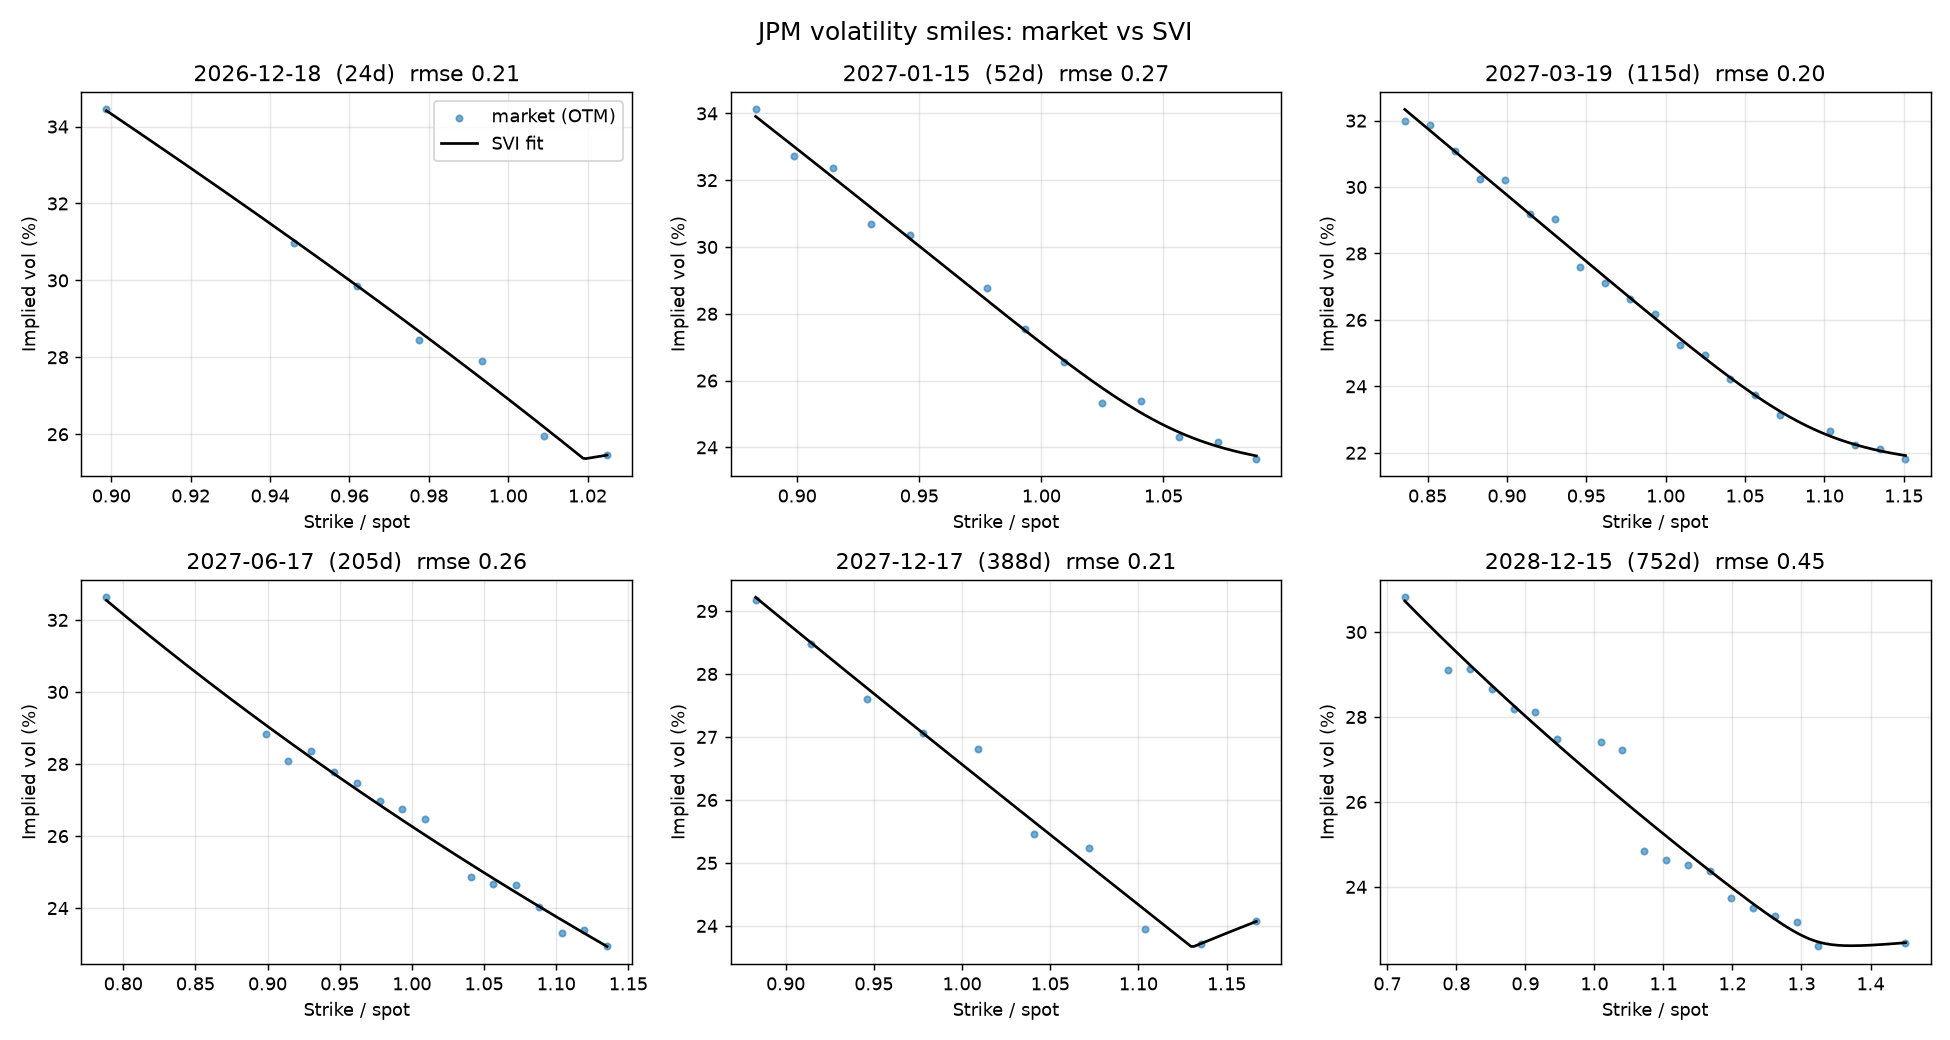 JPM volatility smiles: market vs SVI
2026-12-18  (24d)  rmse 0.21
market (OTM)
SVI fit
Implied vol (%)
34
32
30
28
26
0.90 0.92 0.94 0.96 0.98 1.00 1.02
Strike / spot
2027-01-15  (52d)  rmse 0.27
Implied vol (%)
34
32
30
28
26
24
0.90 0.95 1.00 1.05
Strike / spot
2027-03-19  (115d)  rmse 0.20
Implied vol (%)
32
30
28
26
24
22
0.85 0.90 0.95 1.00 1.05 1.10 1.15
Strike / spot
2027-06-17  (205d)  rmse 0.26
Implied vol (%)
32
30
28
26
24
0.80 0.85 0.90 0.95 1.00 1.05 1.10 1.15
Strike / spot
2027-12-17  (388d)  rmse 0.21
Implied vol (%)
29
28
27
26
25
24
0.90 0.95 1.00 1.05 1.10 1.15
Strike / spot
2028-12-15  (752d)  rmse 0.45
Implied vol (%)
30
28
26
24
0.7 0.8 0.9 1.0 1.1 1.2 1.3 1.4
Strike / spot